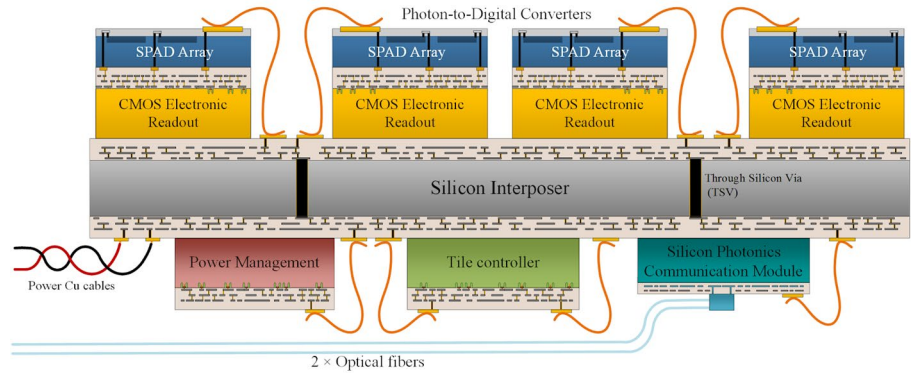 Photon-to-Digital Converters
SPAD Array
SPAD Array
SPAD Array
SPAD Array
CMOS Electronic
Readout
CMOS Electronic
Readout
CMOS Electronic
Readout
CMOS Electronic
Readout
Silicon Interposer
Through Silicon Via
(TSV)
Power Cu cables
Power Management
Tile controller
Silicon Photonics
Communication Module
2 × Optical fibers